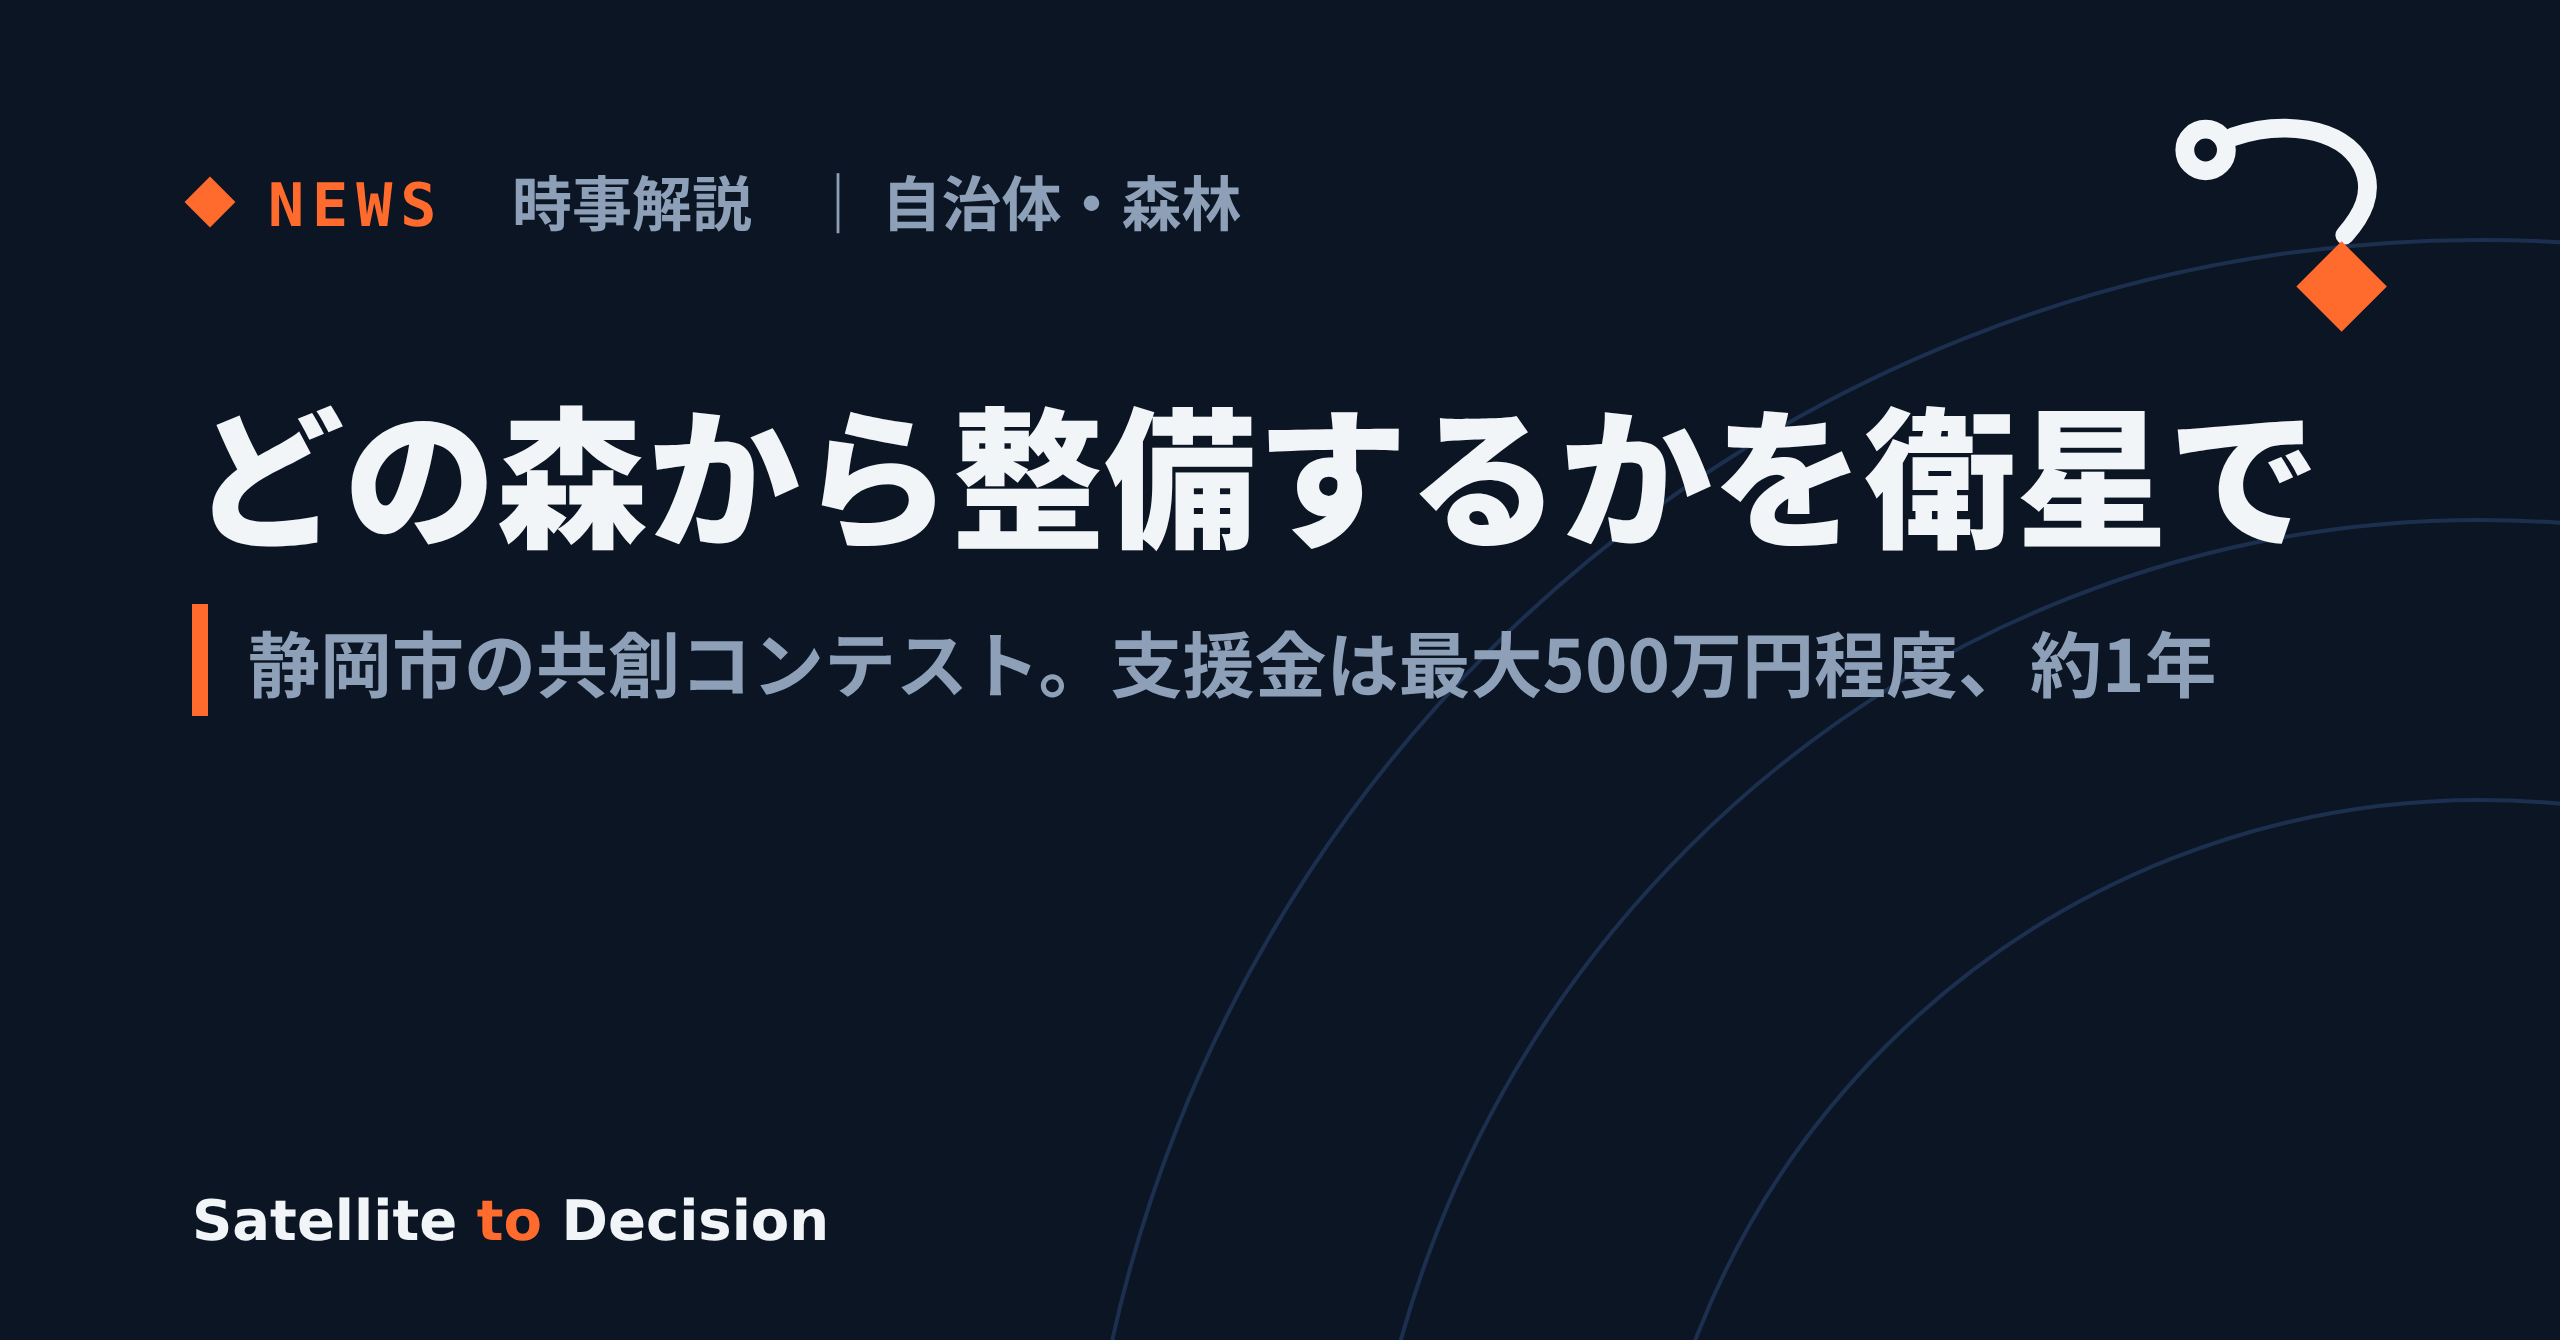 NEWS 時事解説 | 自治体・森林
どの森から整備するかを衛星で
静岡市の共創コンテスト。支援金は最大500万円程度、約1年
Satellite to Decision